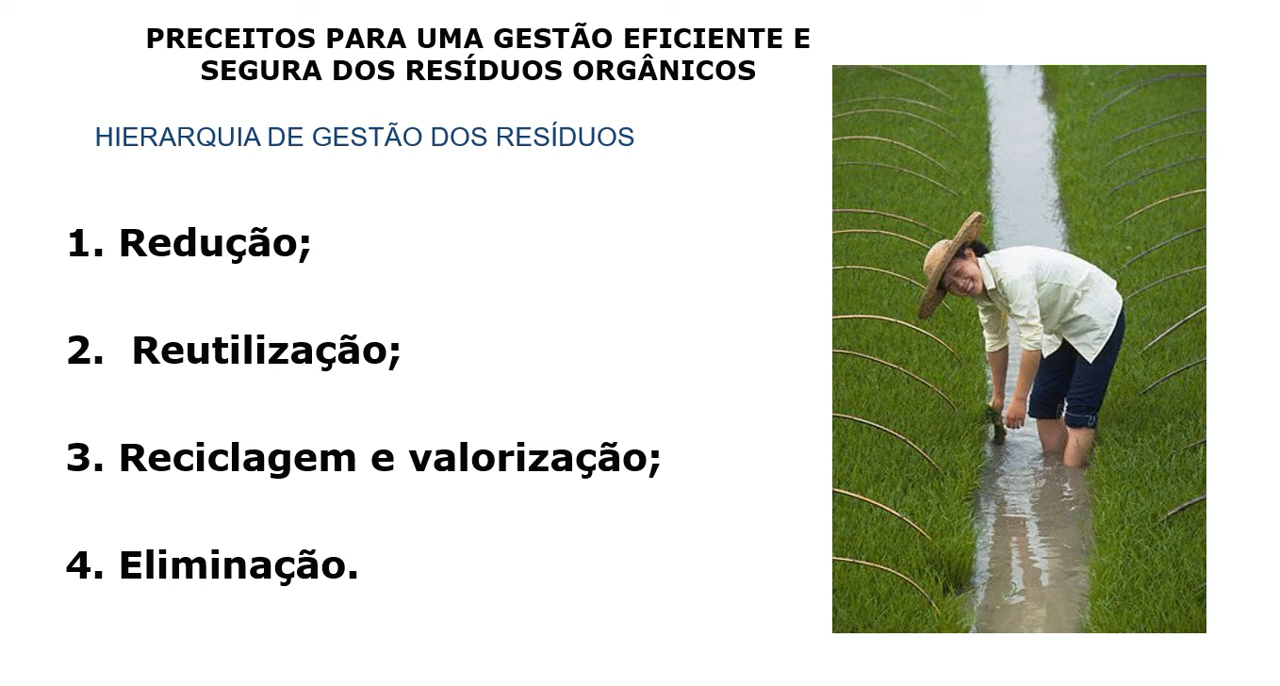 PRECEITOS PARA UMA GESTÃO EFICIENTE E
SEGURA DOS RESÍDUOS ORGÂNICOS
HIERARQUIA DE GESTÃO DOS RESÍDUOS
1. Redução;
2. Reutilização;
3. Reciclagem e valorização;
4. Eliminação.